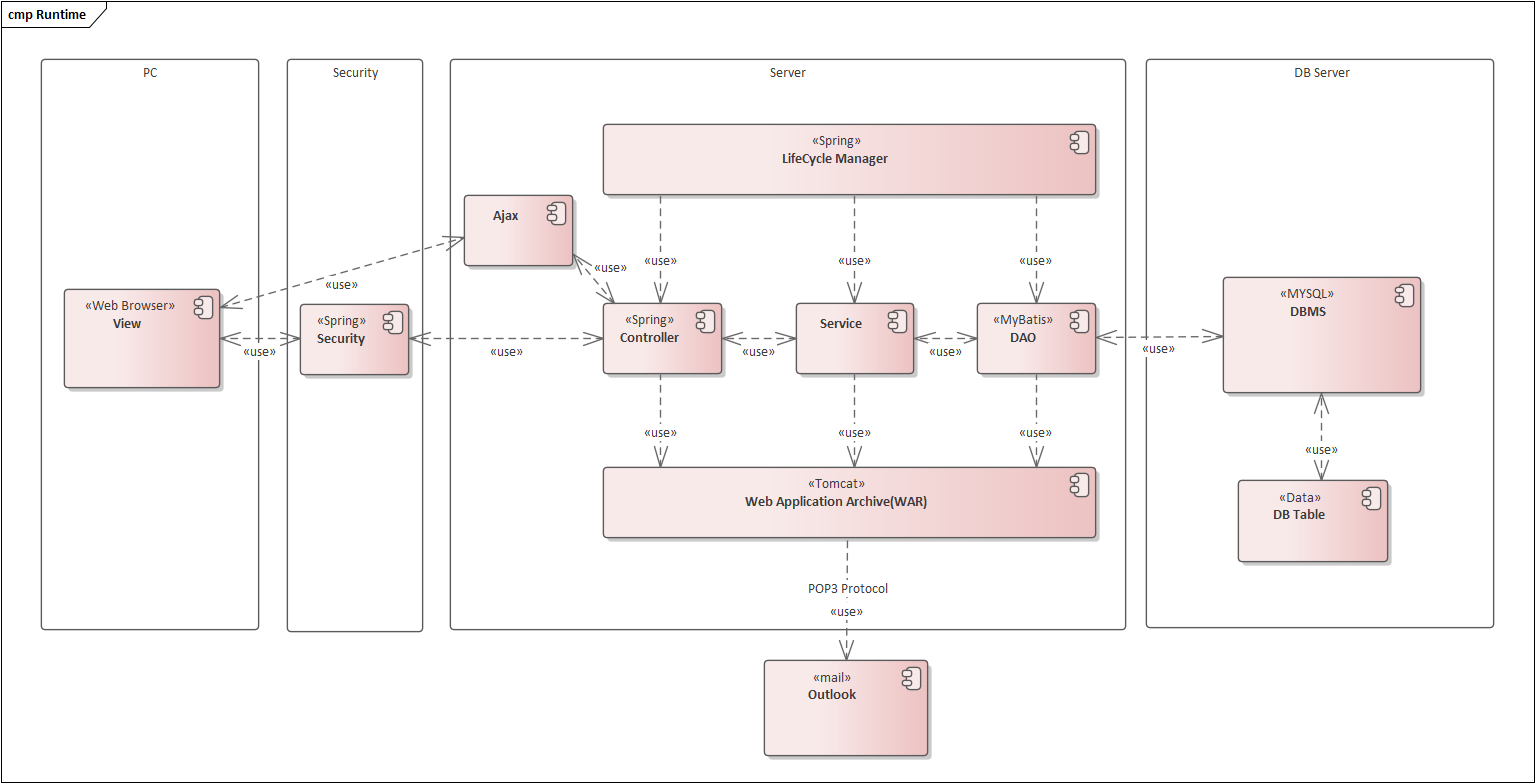 cmp Runtime
PC
Security
Server
DB Server
«Spring»
LifeCycle Manager
Ajax
«use»
«use»
«use»
«use»
«use»
«Web Browser»
View
«use»
«Spring»
Security
«use»
«Spring»
Controller
«use»
Service
«use»
«MyBatis»
DAO
«use»
«MYSQL»
DBMS
«use»
«use»
«use»
«use»
«Data»
DB Table
«Tomcat»
Web Application Archive(WAR)
POP3 Protocol
«use»
«mail»
Outlook